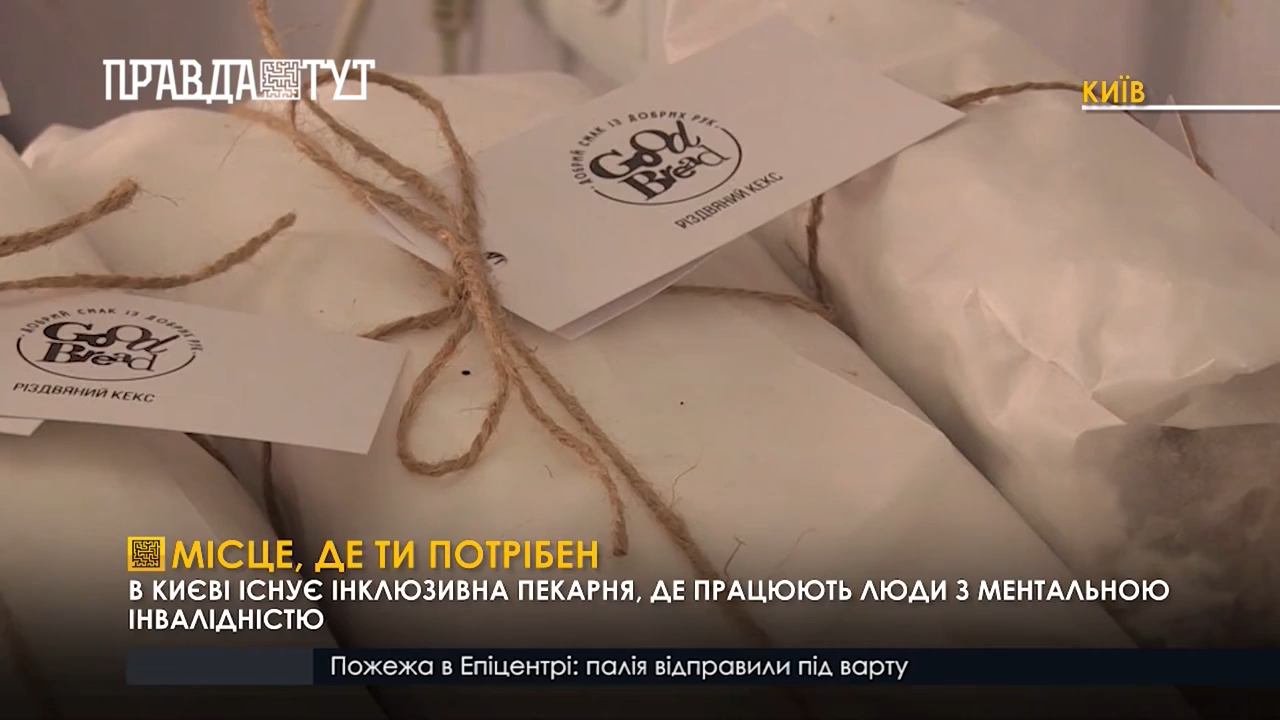 ПРАВДА ТУТ
КИЇВ
ДОБРИЙ СМАК ІЗ ДОБРИХ РУК
Good
Bread
РІЗДВЯНИЙ КЕКС
ДОБРИЙ СМАК ІЗ ДОБРИХ РУК
Good
Bread
РІЗДВЯНИЙ КЕКС
МІСЦЕ, ДЕ ТИ ПОТРІБЕН
В КИЄВІ ІСНУЄ ІНКЛЮЗИВНА ПЕКАРНЯ, ДЕ ПРАЦЮЮТЬ ЛЮДИ З МЕНТАЛЬНОЮ
ІНВАЛІДНІСТЮ
Пожежа в Епіцентрі: палія відправили під варту